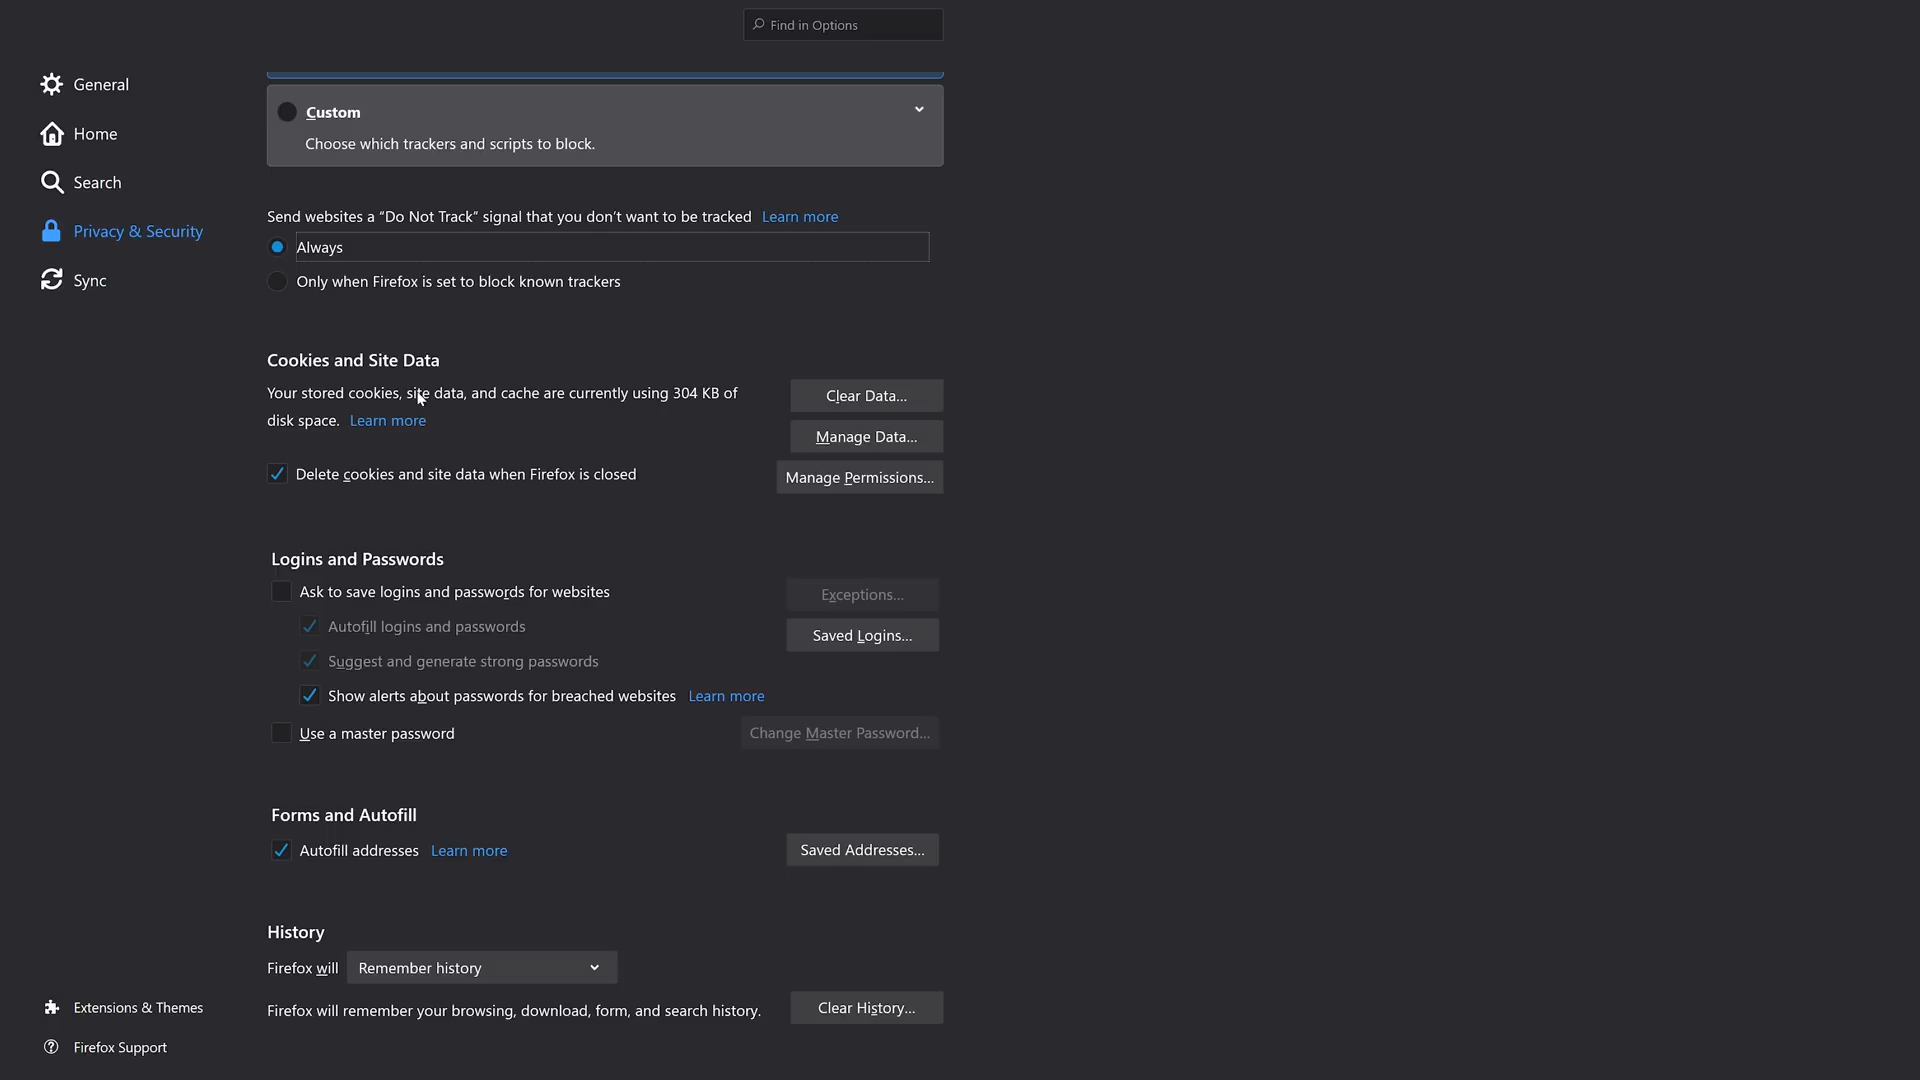 Find in Options
General
Home
Search
Privacy & Security
Sync
Custom
Choose which trackers and scripts to block.
Send websites a “Do Not Track” signal that you don’t want to be tracked Learn more
Always
Only when Firefox is set to block known trackers
Cookies and Site Data
Your stored cookies, site data, and cache are currently using 304 KB of
disk space. Learn more
Clear Data...
Manage Data...
Delete cookies and site data when Firefox is closed
Manage Permissions...
Logins and Passwords
Ask to save logins and passwords for websites
Exceptions...
Autofill logins and passwords
Saved Logins...
Suggest and generate strong passwords
Show alerts about passwords for breached websites Learn more
Use a master password
Change Master Password...
Forms and Autofill
Autofill addresses Learn more
Saved Addresses...
History
Firefox will Remember history
Firefox will remember your browsing, download, form, and search history.
Clear History...
Extensions & Themes
Firefox Support